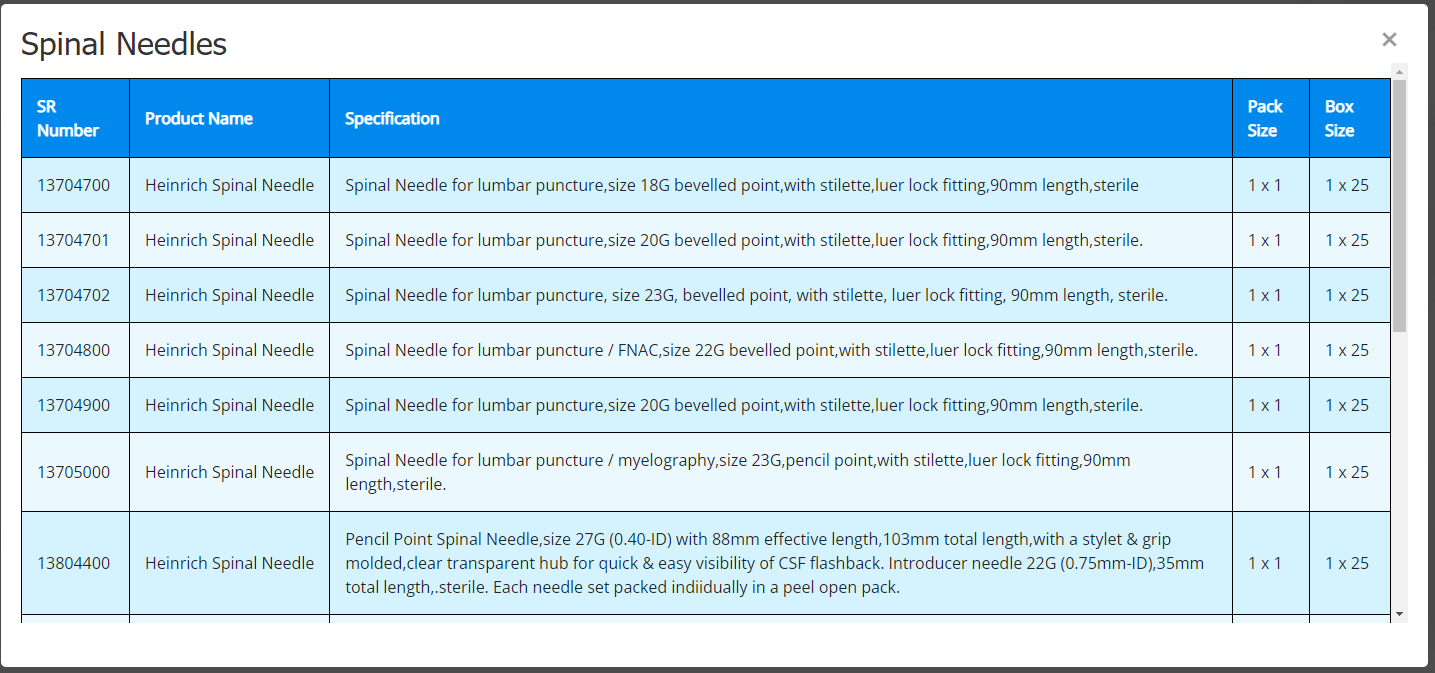 Spinal Needles
×
SR Number Product Name Specification Pack Size Box Size
13704700 Heinrich Spinal Needle Spinal Needle for lumbar puncture,size 18G bevelled point,with stilette,luer lock fitting,90mm length,sterile 1 x 1 1 x 25
13704701 Heinrich Spinal Needle Spinal Needle for lumbar puncture,size 20G bevelled point,with stilette,luer lock fitting,90mm length,sterile. 1 x 1 1 x 25
13704702 Heinrich Spinal Needle Spinal Needle for lumbar puncture, size 23G, bevelled point, with stilette, luer lock fitting, 90mm length, sterile. 1 x 1 1 x 25
13704800 Heinrich Spinal Needle Spinal Needle for lumbar puncture / FNAC,size 22G bevelled point,with stilette,luer lock fitting,90mm length,sterile. 1 x 1 1 x 25
13704900 Heinrich Spinal Needle Spinal Needle for lumbar puncture,size 20G bevelled point,with stilette,luer lock fitting,90mm length,sterile. 1 x 1 1 x 25
13705000 Heinrich Spinal Needle Spinal Needle for lumbar puncture / myelography,size 23G,pencil point,with stilette,luer lock fitting,90mm
length,sterile. 1 x 1 1 x 25
13804400 Heinrich Spinal Needle Pencil Point Spinal Needle,size 27G (0.40-ID) with 88mm effective length,103mm total length,with a stylet & grip
molded,clear transparent hub for quick & easy visibility of CSF flashback. Introducer needle 22G (0.75mm-ID),35mm
total length,.sterile. Each needle set packed indiidually in a peel open pack. 1 x 1 1 x 25